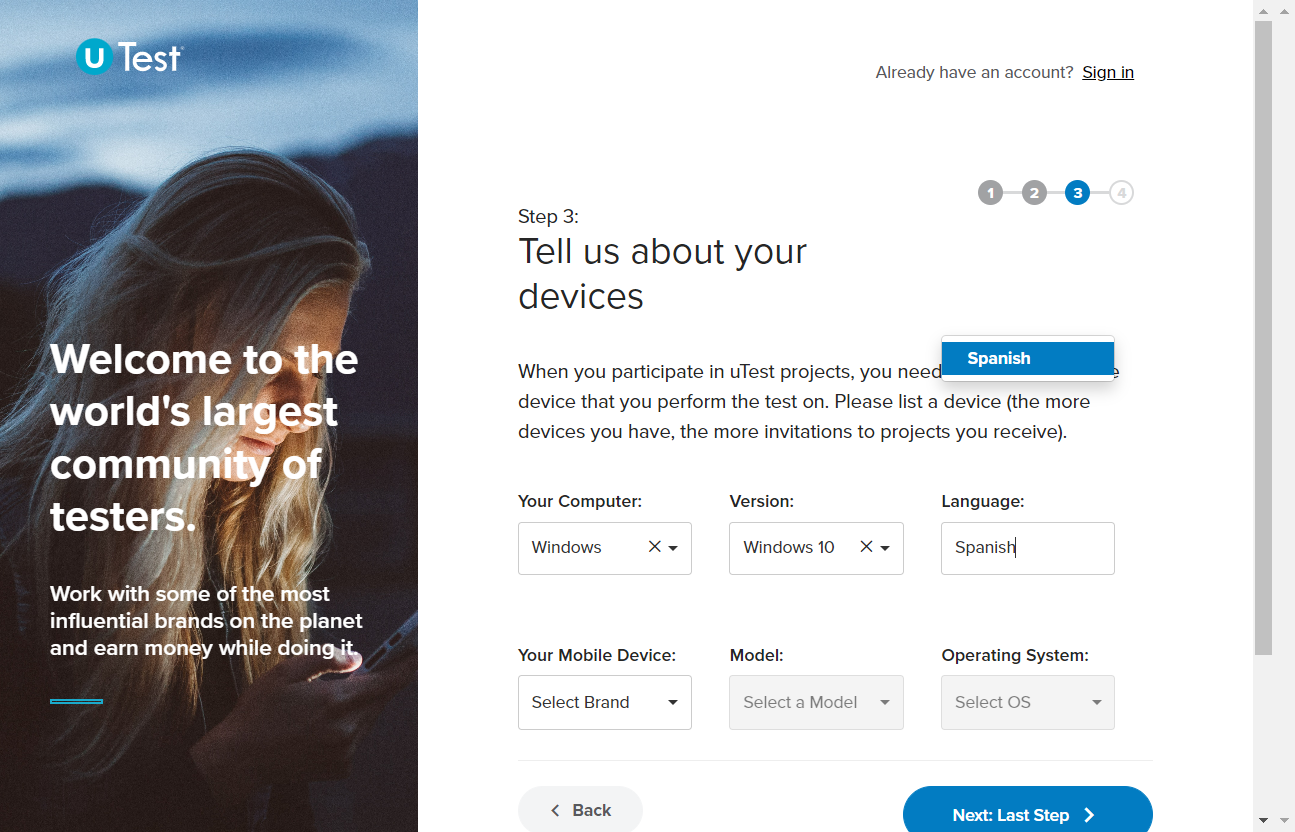 U Test
Welcome to the
world's largest
community of
testers.
Work with some of the most
influential brands on the planet
and earn money while doing it.
Already have an account? Sign in
1 2 3 4
Step 3:
Tell us about your
devices
Spanish
When you participate in uTest projects, you need
device that you perform the test on. Please list a device (the more
devices you have, the more invitations to projects you receive).
Your Computer: Version: Language:
Windows Windows 10 Spanish
Your Mobile Device: Model: Operating System:
Select Brand Select a Model Select OS
Back Next: Last Step